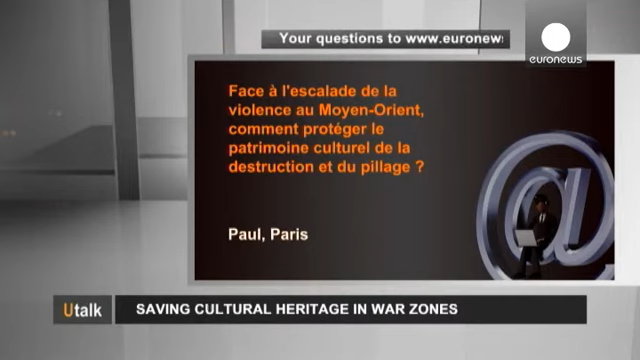 Your questions to www.euronew
euronews
Face à l'escalade de la
violence au Moyen-Orient,
comment protéger le
patrimoine culturel de la
destruction et du pillage ?
Paul, Paris
@
Utalk
SAVING CULTURAL HERITAGE IN WAR ZONES